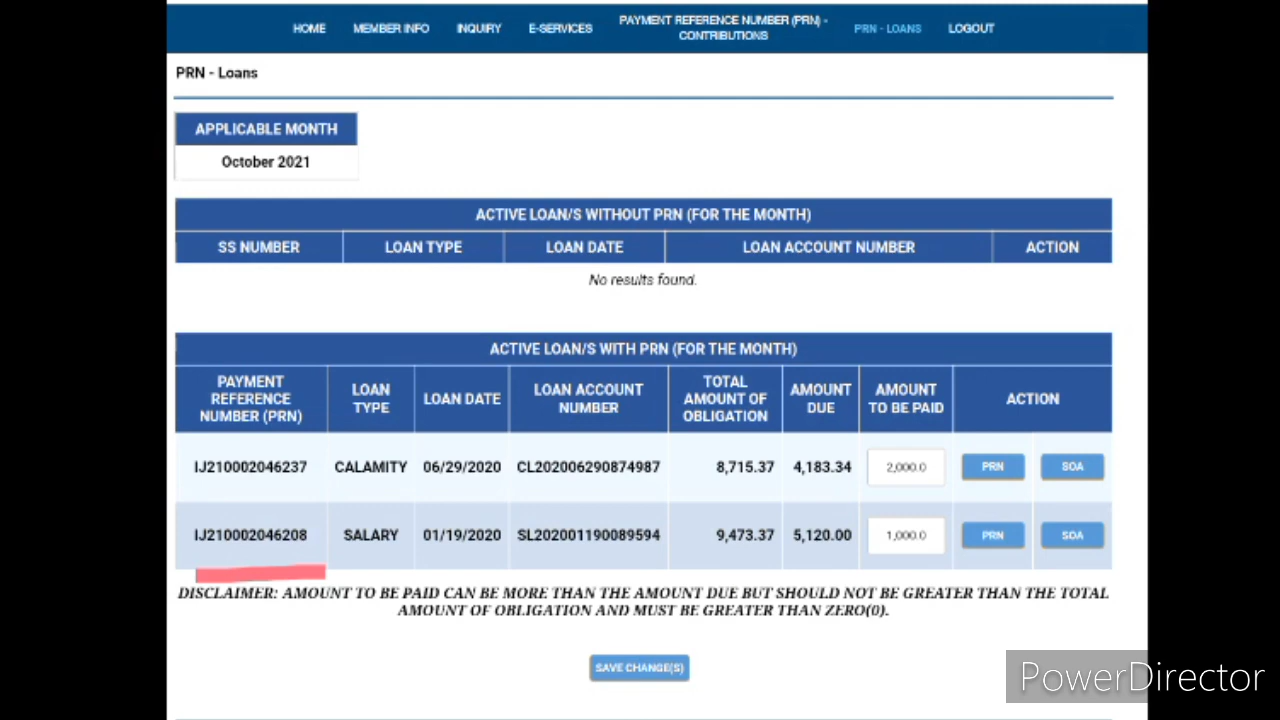 HOME MEMBER INFO INQUIRY E-SERVICES PAYMENT REFERENCE NUMBER (PRN) - CONTRIBUTIONS PRN - LOANS LOGOUT
PRN - Loans
APPLICABLE MONTH
October 2021
ACTIVE LOAN/S WITHOUT PRN (FOR THE MONTH)
SS NUMBER LOAN TYPE LOAN DATE LOAN ACCOUNT NUMBER ACTION
No results found.
ACTIVE LOAN/S WITH PRN (FOR THE MONTH)
PAYMENT REFERENCE NUMBER (PRN) LOAN TYPE LOAN DATE LOAN ACCOUNT NUMBER TOTAL AMOUNT OF OBLIGATION AMOUNT DUE AMOUNT TO BE PAID ACTION
IJ210002046237 CALAMITY 06/29/2020 CL202006290874987 8,715.37 4,183.34 2,000.0 PRN SOA
IJ210002046208 SALARY 01/19/2020 SL202001190089594 9,473.37 5,120.00 1,000.0 PRN SOA
DISCLAIMER: AMOUNT TO BE PAID CAN BE MORE THAN THE AMOUNT DUE BUT SHOULD NOT BE GREATER THAN THE TOTAL
AMOUNT OF OBLIGATION AND MUST BE GREATER THAN ZERO(0).
SAVE CHANGE(S)
PowerDirector